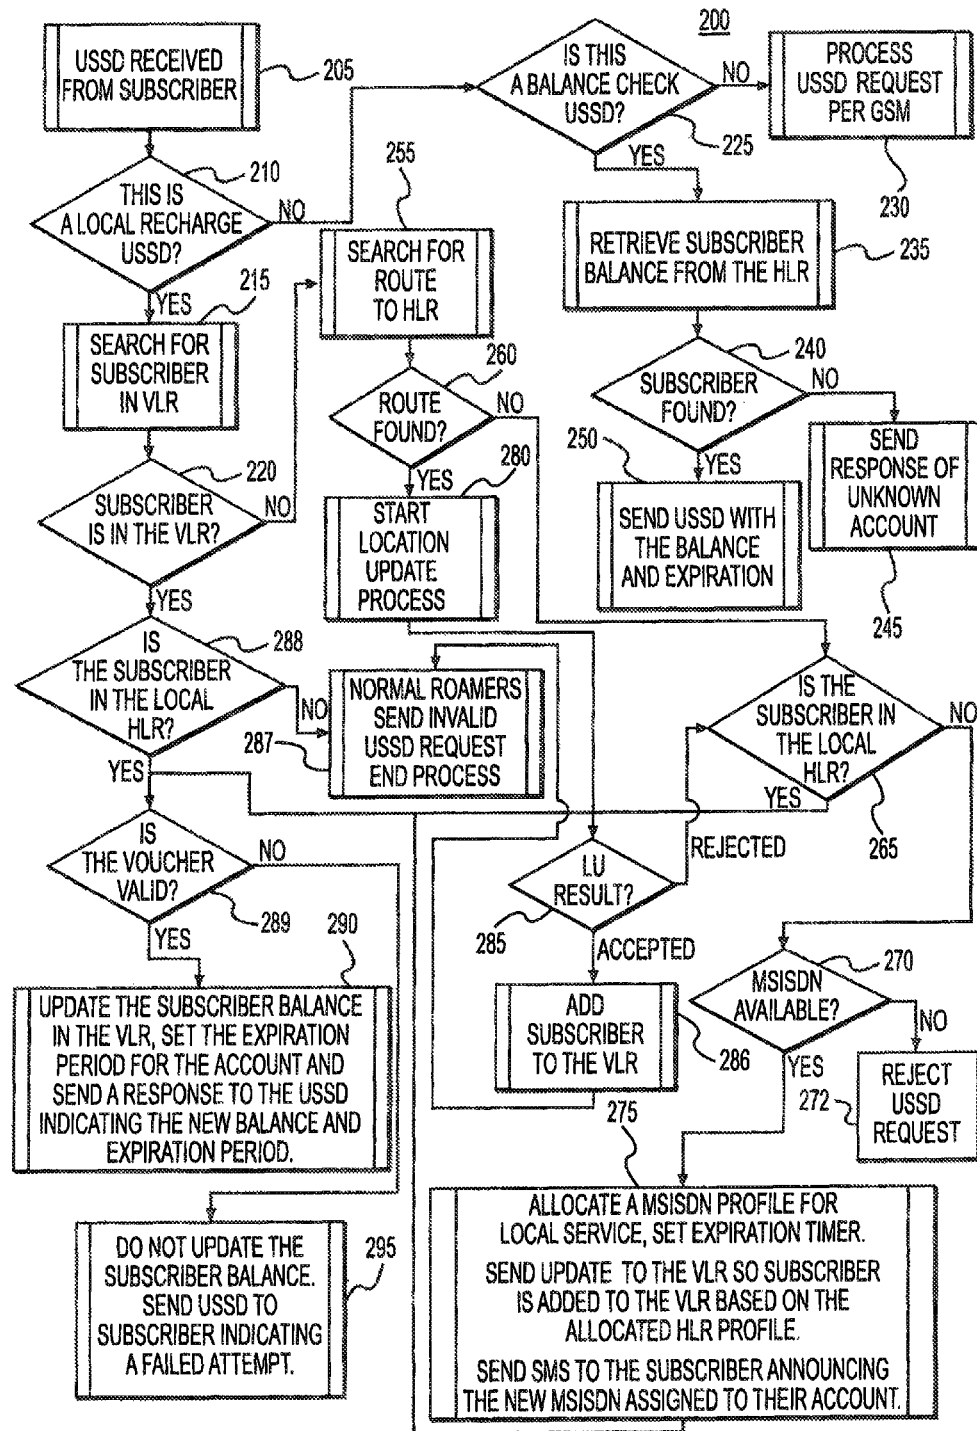 200
USSD RECEIVED
FROM SUBSCRIBER
205
THIS IS
A LOCAL RECHARGE
USSD?
210
NO
YES
215
SEARCH FOR
SUBSCRIBER
IN VLR
SUBSCRIBER
IS IN THE VLR?
220
NO
YES
IS
THE SUBSCRIBER
IN THE LOCAL
HLR?
288
NO
YES
IS
THE VOUCHER
VALID?
289
NO
YES
290
UPDATE THE SUBSCRIBER BALANCE
IN THE VLR, SET THE EXPIRATION
PERIOD FOR THE ACCOUNT AND
SEND A RESPONSE TO THE USSD
INDICATING THE NEW BALANCE AND
EXPIRATION PERIOD.
DO NOT UPDATE THE
SUBSCRIBER BALANCE.
SEND USSD TO
SUBSCRIBER INDICATING
A FAILED ATTEMPT.
295
IS THIS
A BALANCE CHECK
USSD?
225
NO
YES
PROCESS
USSD REQUEST
PER GSM
230
RETRIEVE SUBSCRIBER
BALANCE FROM THE HLR
235
SUBSCRIBER
FOUND?
240
NO
YES
SEND
RESPONSE OF
UNKNOWN
ACCOUNT
245
250
SEND USSD WITH
THE BALANCE
AND EXPIRATION
255
SEARCH FOR
ROUTE
TO HLR
ROUTE
FOUND?
260
NO
YES
280
START
LOCATION
UPDATE
PROCESS
NORMAL ROAMERS
SEND INVALID
USSD REQUEST
END PROCESS
287
LU
RESULT?
285
REJECTED
ACCEPTED
ADD
SUBSCRIBER
TO THE VLR
286
IS THE
SUBSCRIBER IN
THE LOCAL
HLR?
265
NO
YES
MSISDN
AVAILABLE?
270
NO
YES
REJECT
USSD
REQUEST
272
275
ALLOCATE A MSISDN PROFILE FOR
LOCAL SERVICE, SET EXPIRATION TIMER.
SEND UPDATE TO THE VLR SO SUBSCRIBER
IS ADDED TO THE VLR BASED ON THE
ALLOCATED HLR PROFILE.
SEND SMS TO THE SUBSCRIBER ANNOUNCING
THE NEW MSISDN ASSIGNED TO THEIR ACCOUNT.